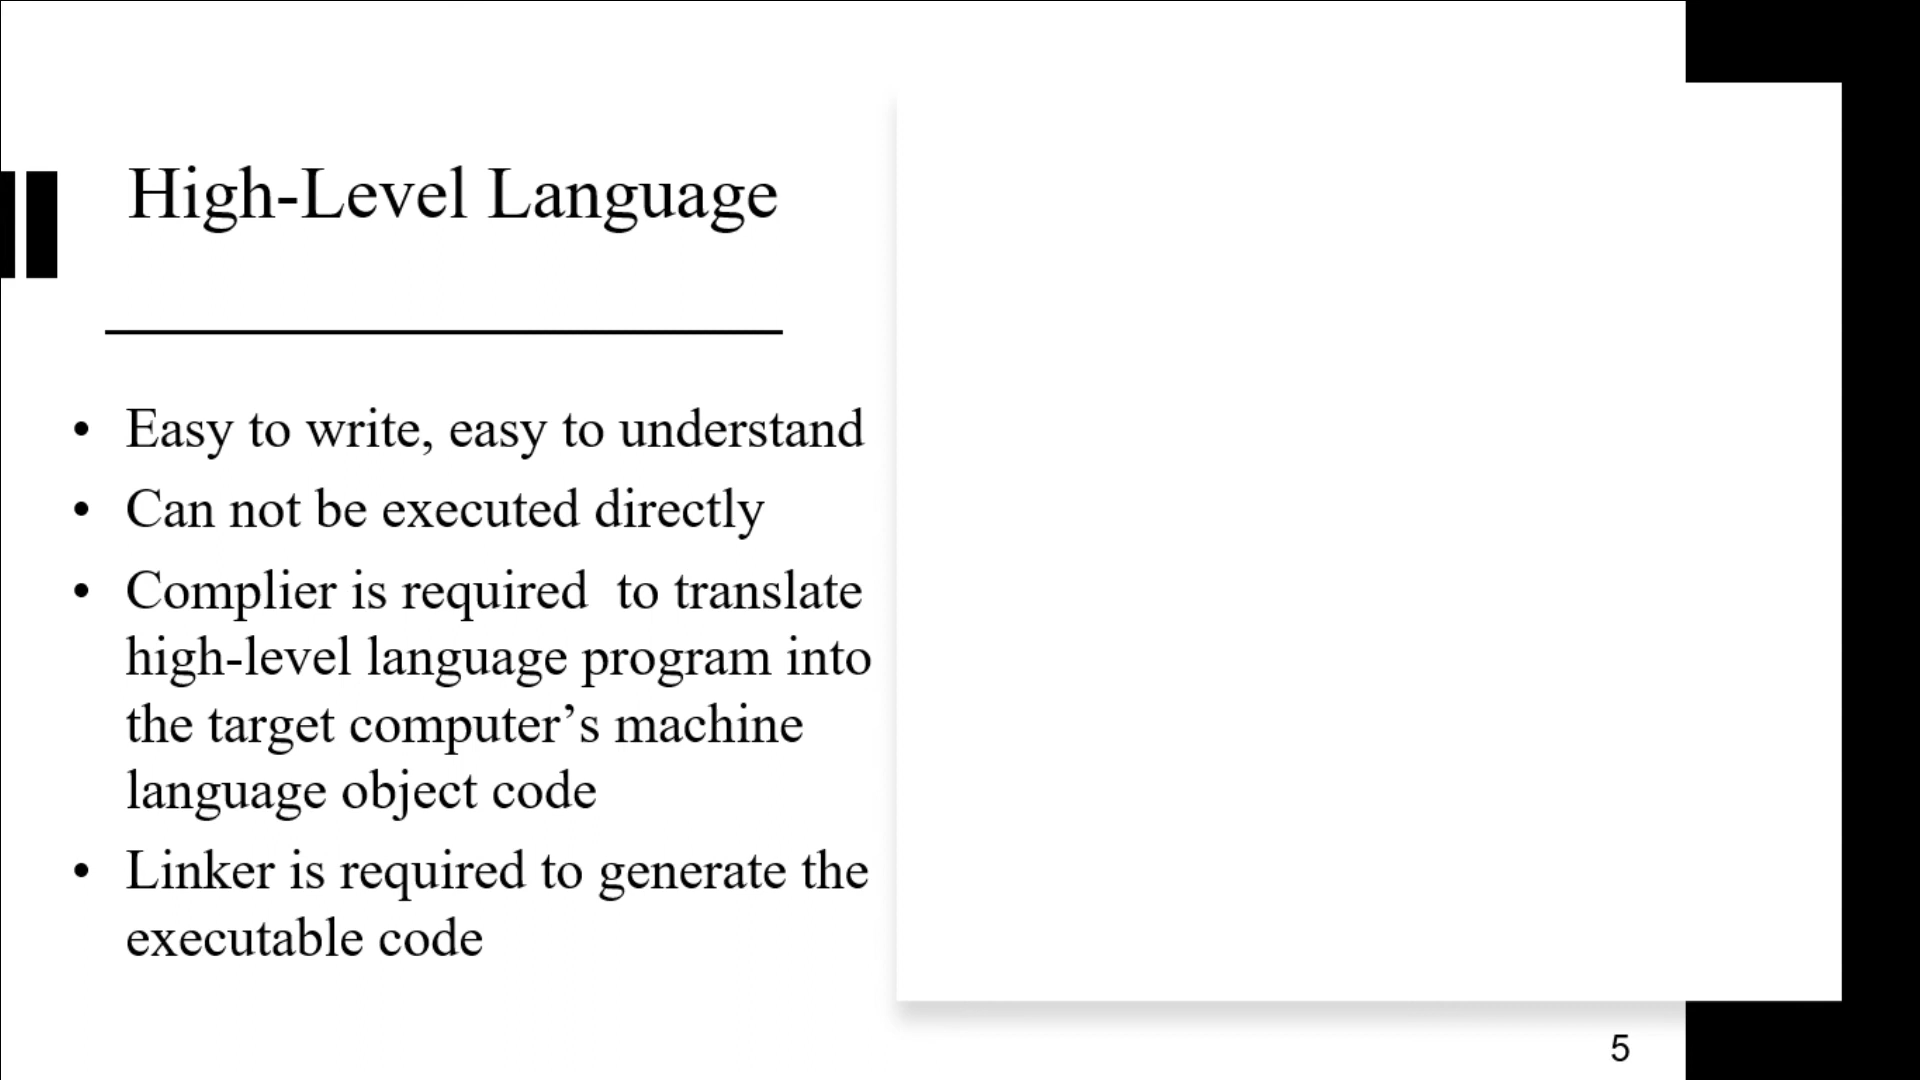 High-Level Language
• Easy to write, easy to understand
• Can not be executed directly
• Complier is required  to translate
high-level language program into
the target computer’s machine
language object code
• Linker is required to generate the
executable code
5